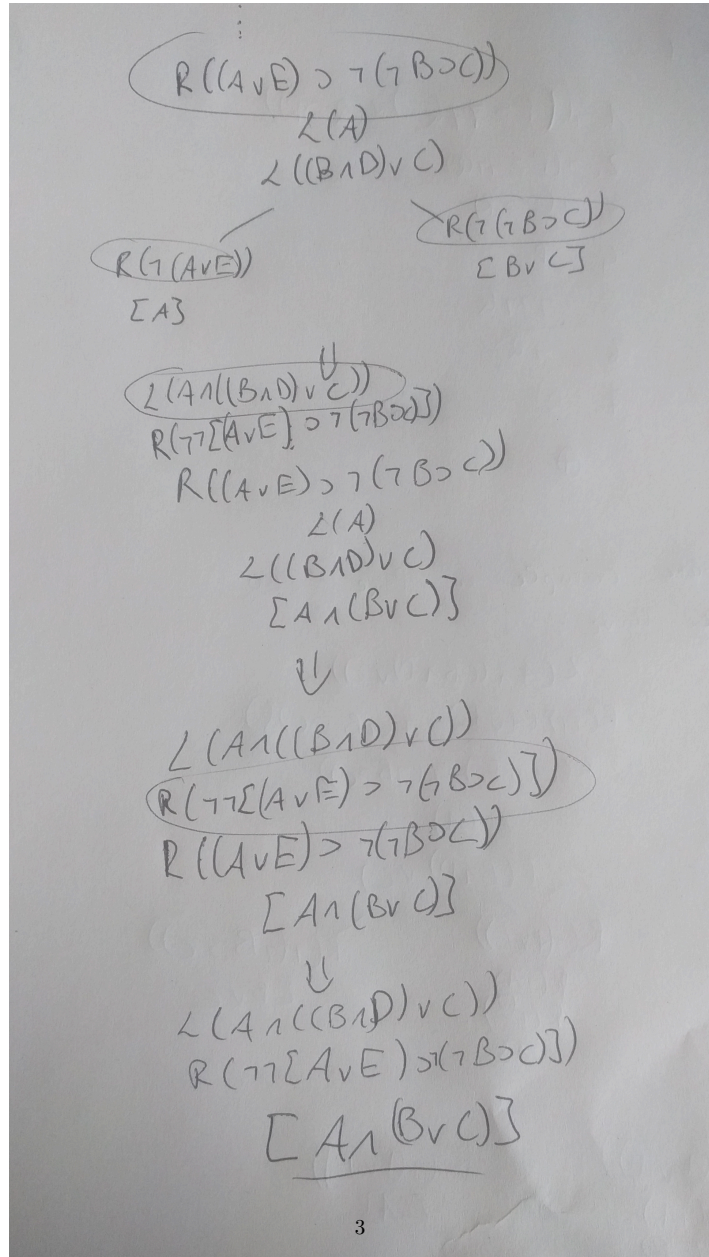 R((A∨E) ⊃ ¬(¬B⊃C))
L(A)
L((B∧D)∨C)
R(¬(A∨E))
[A]
R(¬(¬B⊃C))
[B∨C]
⇓
L(A∧((B∧D)∨C))
R(¬¬[(A∨E) ⊃ ¬(¬B⊃C)])
R((A∨E) ⊃ ¬(¬B⊃C))
L(A)
L((B∧D)∨C)
[A∧(B∨C)]
⇓
L(A∧((B∧D)∨C))
R(¬¬[(A∨E) ⊃ ¬(¬B⊃C)])
R((A∨E) ⊃ ¬(¬B⊃C))
[A∧(B∨C)]
⇓
L(A∧((B∧D)∨C))
R(¬¬[A∨E) ⊃¬(¬B⊃C)])
[A∧(B∨C)]
3